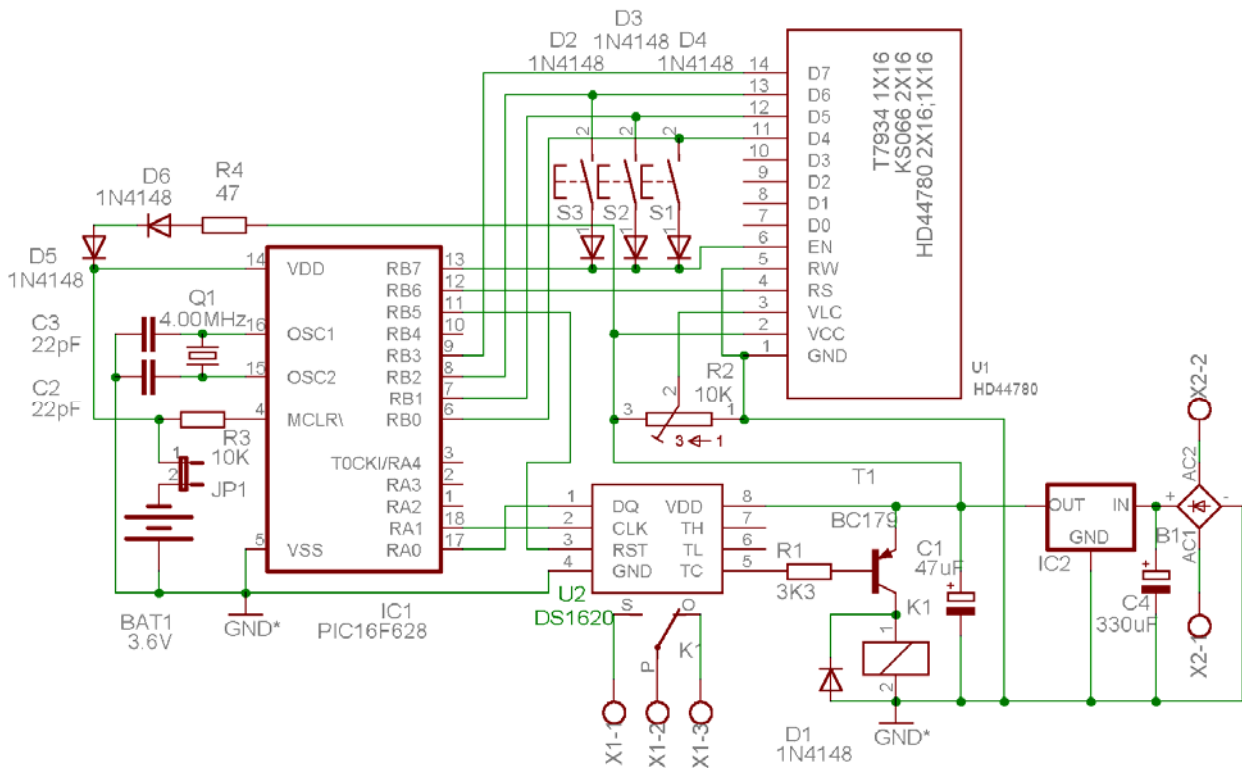 D3
1N4148
D2
1N4148
D4
1N4148
14 D7
13 D6
12 D5
11 D4
10 D3
9 D2
8 D1
7 D0
6 EN
5 RW
4 RS
3 VLC
2 VCC
1 GND
T7934 1X16
KS066 2X16
HD44780 2X16;1X16
U1
HD44780
2
2
2
S3
S2
S1
1
1
1
D6
1N4148
R4
47
D5
1N4148
C3
22pF
C2
22pF
Q1
4.00MHz
14 VDD
16 OSC1
15 OSC2
4 MCLR\
5 VSS
RB7 13
RB6 12
RB5 11
RB4 10
RB3 9
RB2 8
RB1 7
RB0 6
T0CKI/RA4 3
RA3 2
RA2 1
RA1 18
RA0 17
IC1
PIC16F628
R3
10K
1
2
JP1
BAT1
3.6V
GND*
R2
10K
2
3
1
3 ← 1
1 DQ
2 CLK
3 RST
4 GND
VDD 8
TH 7
TL 6
TC 5
U2
DS1620
S
O
P
K1
X1-1
X1-2
X1-3
R1
3K3
T1
BC179
C1
47uF
+
K1
1
2
D1
1N4148
GND*
OUT
IN
GND
IC2
+
C4
330uF
B1
AC2
AC1
+
-
X2-2
X2-1